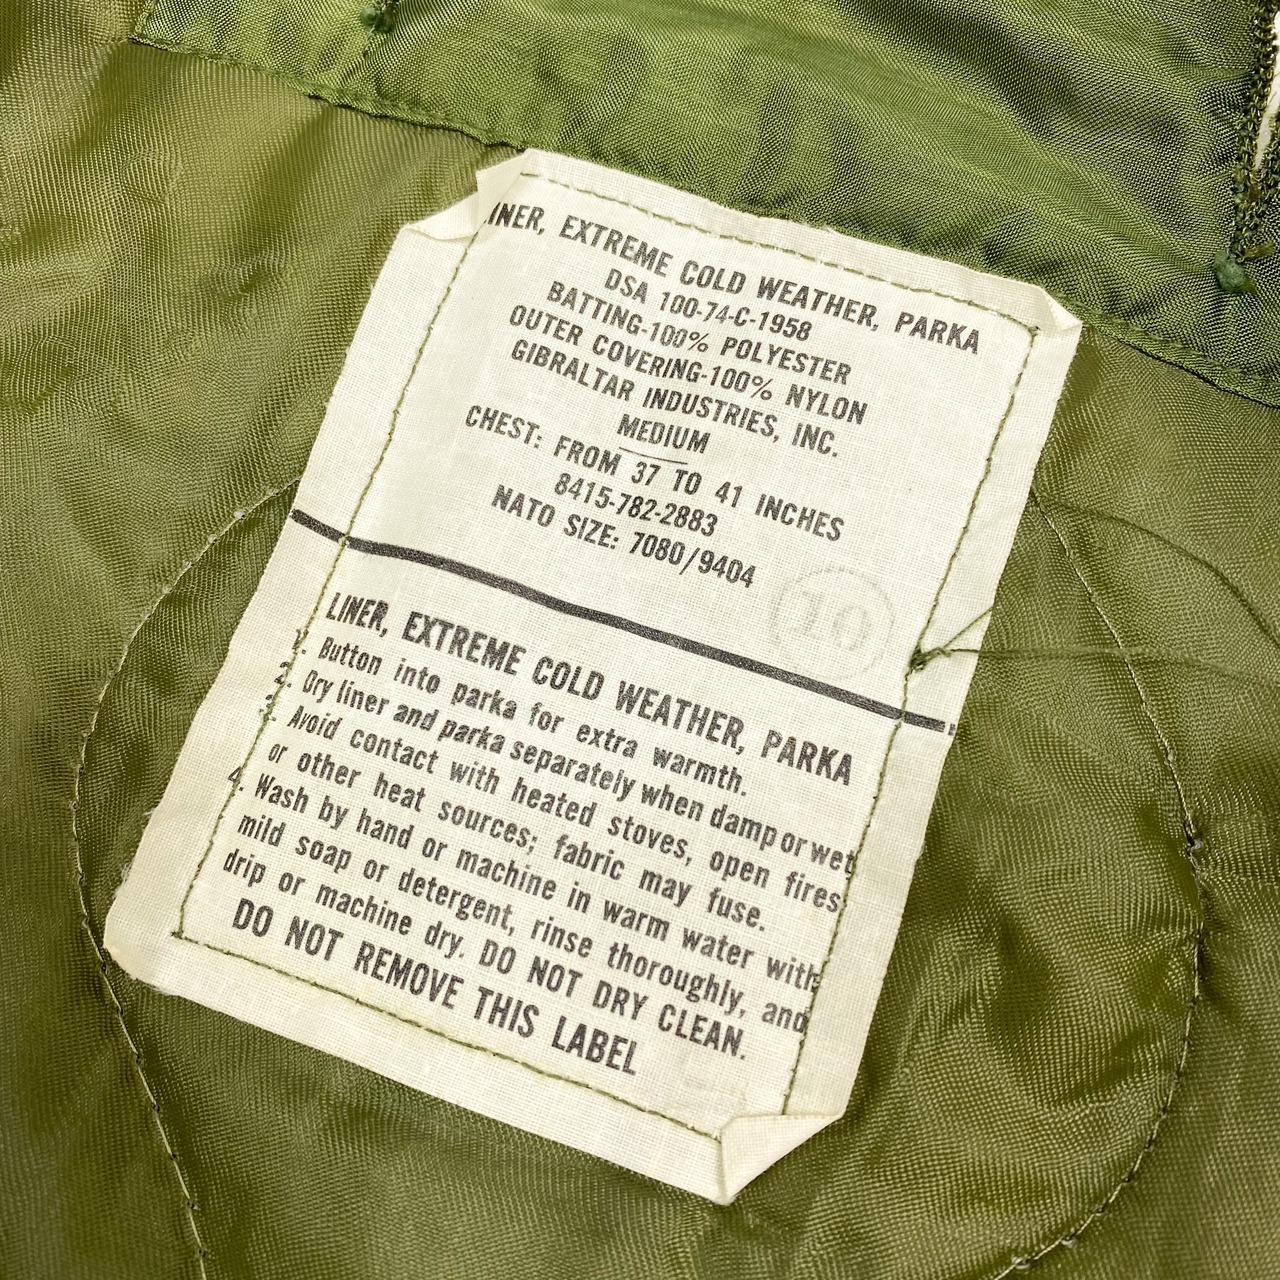 INER, EXTREME COLD WEATHER, PARKA
DSA 100-74-C-1958
BATTING-100% POLYESTER
OUTER COVERING-100% NYLON
GIBRALTAR INDUSTRIES, INC.
MEDIUM
CHEST: FROM 37 TO 41 INCHES
8415-782-2883
NATO SIZE: 7080/9404
LINER, EXTREME COLD WEATHER, PARKA
1. Button into parka for extra warmth.
2. Dry liner and parka separately when damp or wet
. Avoid contact with heated stoves, open fires
or other heat sources; fabric may fuse.
4. Wash by hand or machine in warm water with
mild soap or detergent, rinse thoroughly, and
drip or machine dry. DO NOT DRY CLEAN.
DO NOT REMOVE THIS LABEL